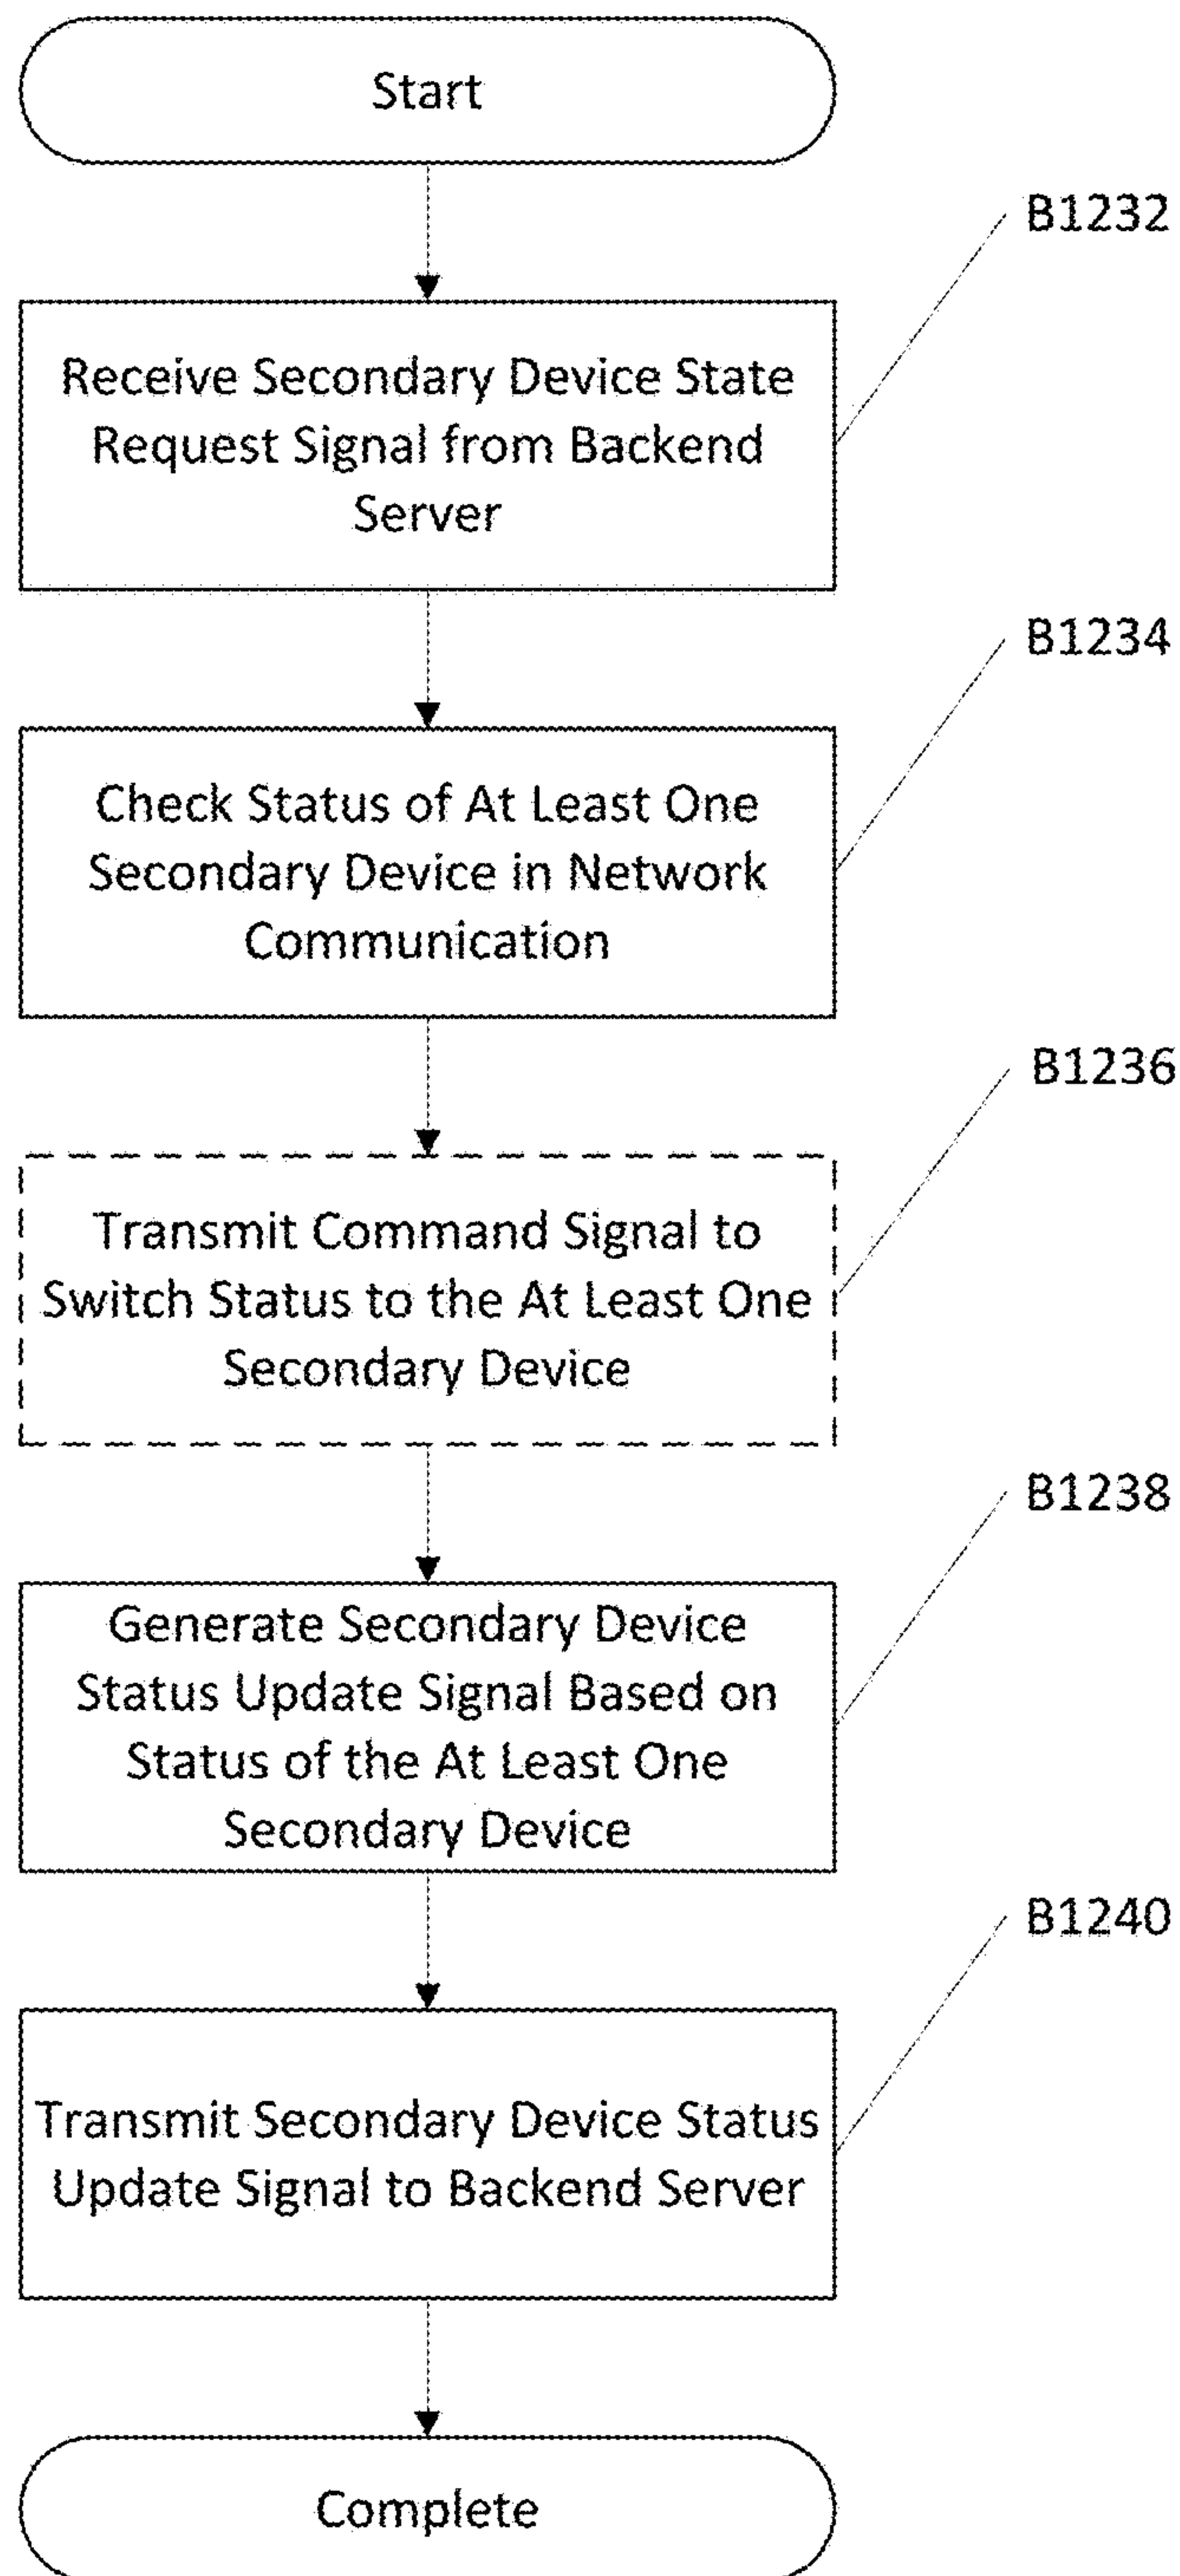 Start
B1232
Receive Secondary Device State
Request Signal from Backend
Server
B1234
Check Status of At Least One
Secondary Device in Network
Communication
B1236
Transmit Command Signal to
Switch Status to the At Least One
Secondary Device
B1238
Generate Secondary Device
Status Update Signal Based on
Status of the At Least One
Secondary Device
B1240
Transmit Secondary Device Status
Update Signal to Backend Server
Complete